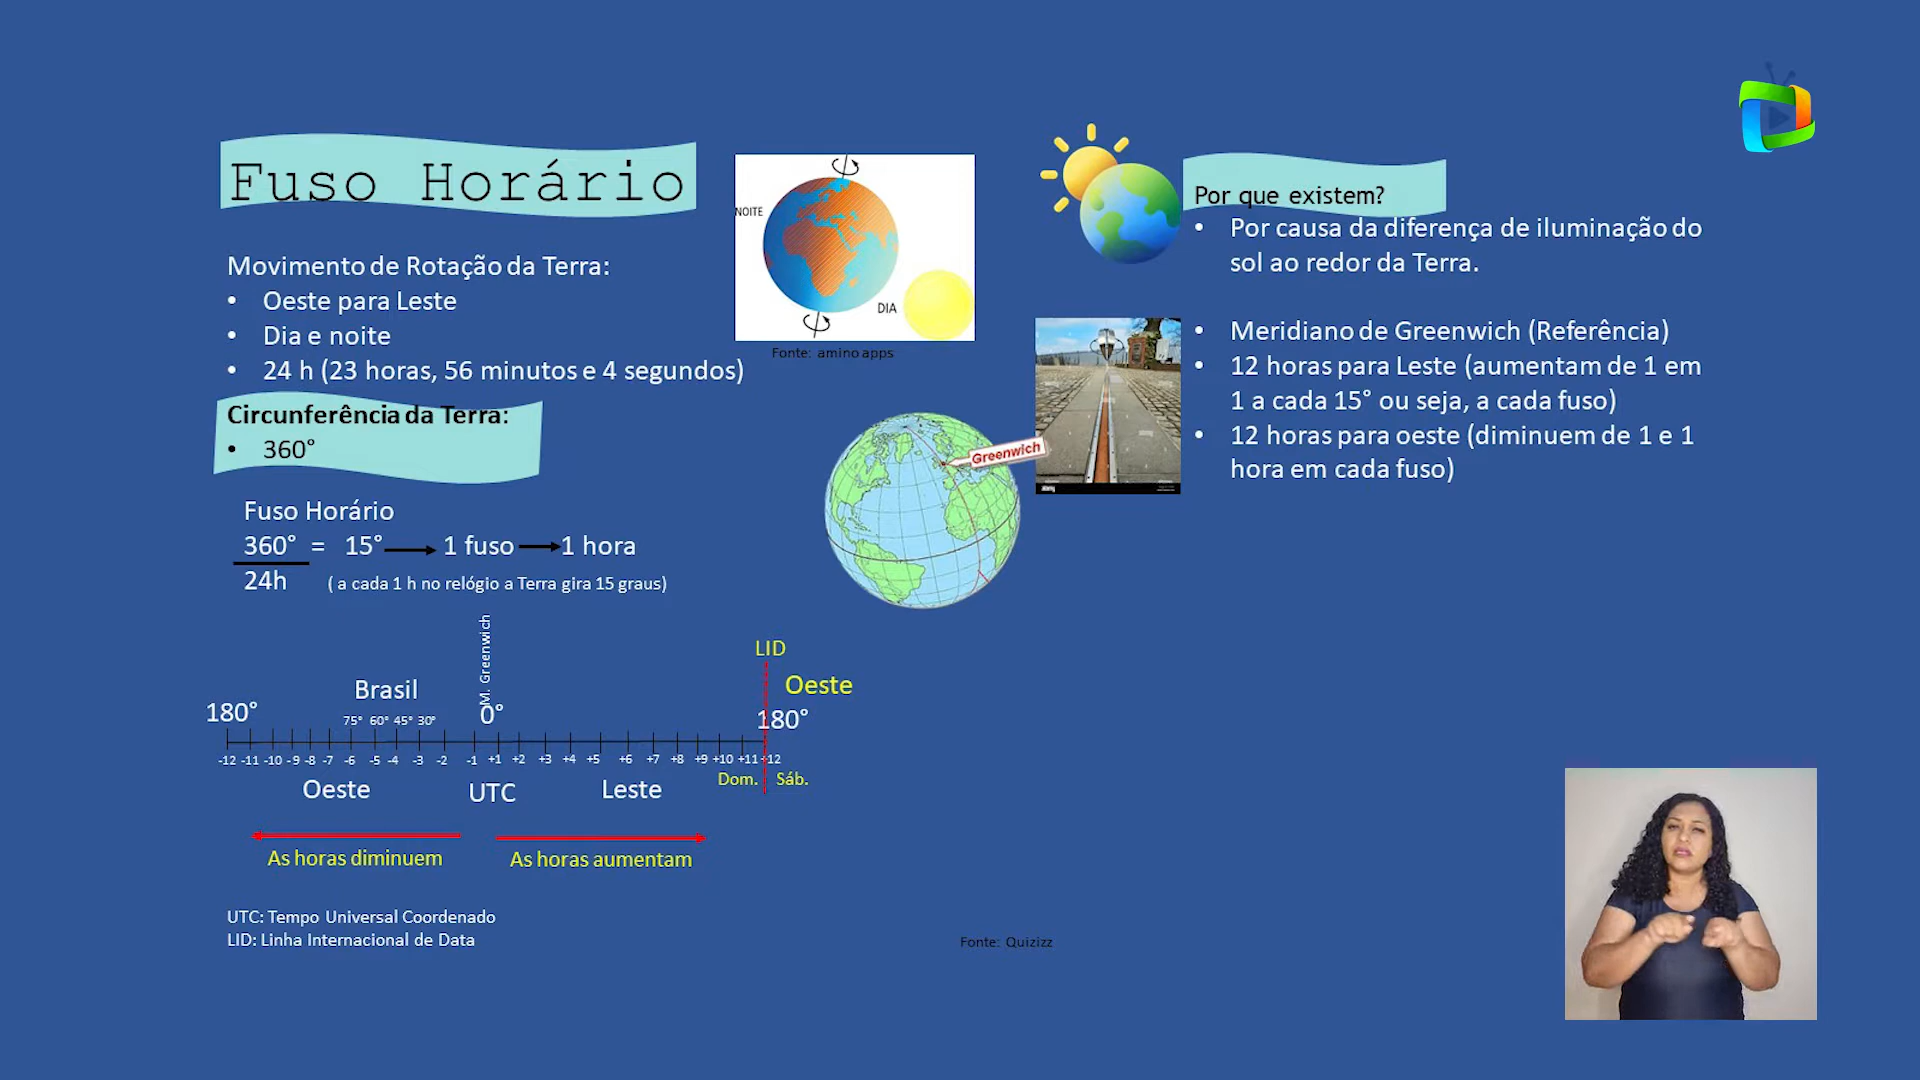 Fuso Horário
Movimento de Rotação da Terra:
• Oeste para Leste
• Dia e noite
• 24 h (23 horas, 56 minutos e 4 segundos)
Circunferência da Terra:
• 360°
Fuso Horário
360° = 15° 1 fuso 1 hora
24h ( a cada 1 h no relógio a Terra gira 15 graus)
NOITE
DIA
Fonte: amino apps
Greenwich
Por que existem?
• Por causa da diferença de iluminação do
sol ao redor da Terra.
• Meridiano de Greenwich (Referência)
• 12 horas para Leste (aumentam de 1 em
1 a cada 15° ou seja, a cada fuso)
• 12 horas para oeste (diminuem de 1 e 1
hora em cada fuso)
M. Greenwich
LID
Brasil
Oeste
180° 75° 60° 45° 30° 0° 180°
-12 -11 -10 -9 -8 -7 -6 -5 -4 -3 -2 -1 +1 +2 +3 +4 +5 +6 +7 +8 +9 +10 +11 +12
Dom. Sáb.
Oeste UTC Leste
As horas diminuem As horas aumentam
UTC: Tempo Universal Coordenado
LID: Linha Internacional de Data
Fonte: Quizizz